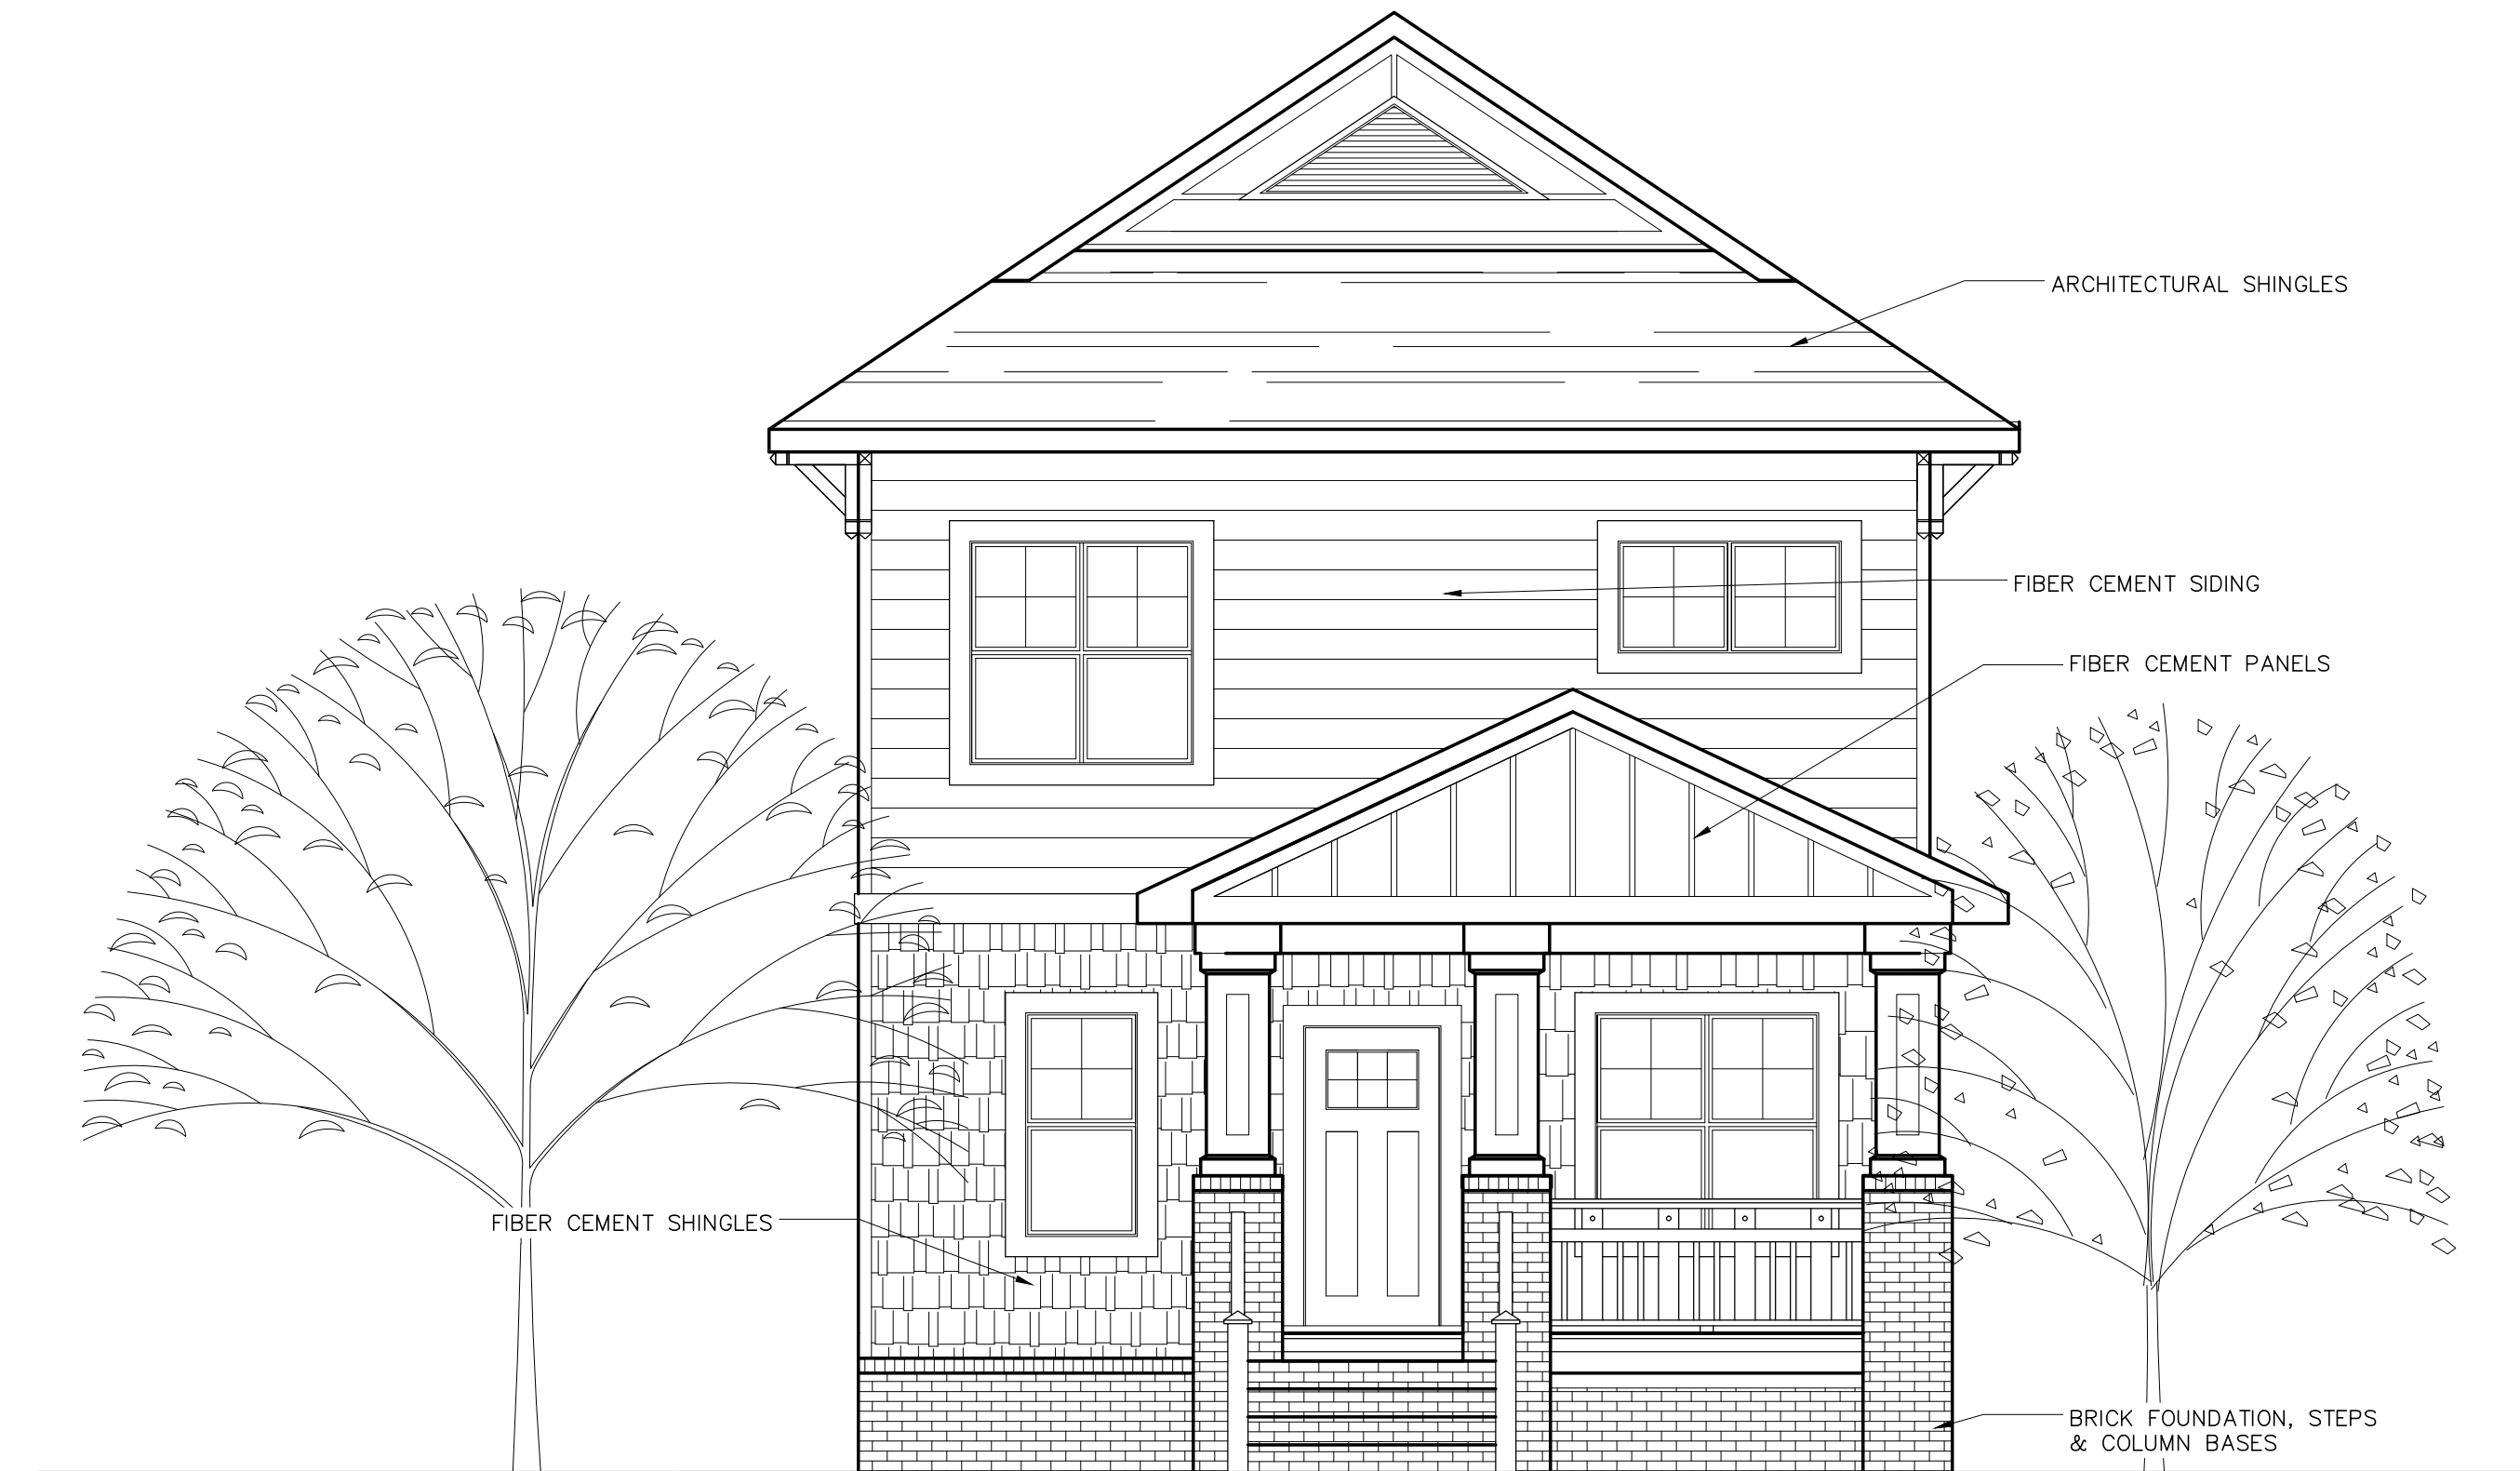 ARCHITECTURAL SHINGLES
FIBER CEMENT SIDING
FIBER CEMENT PANELS
FIBER CEMENT SHINGLES
BRICK FOUNDATION, STEPS
& COLUMN BASES